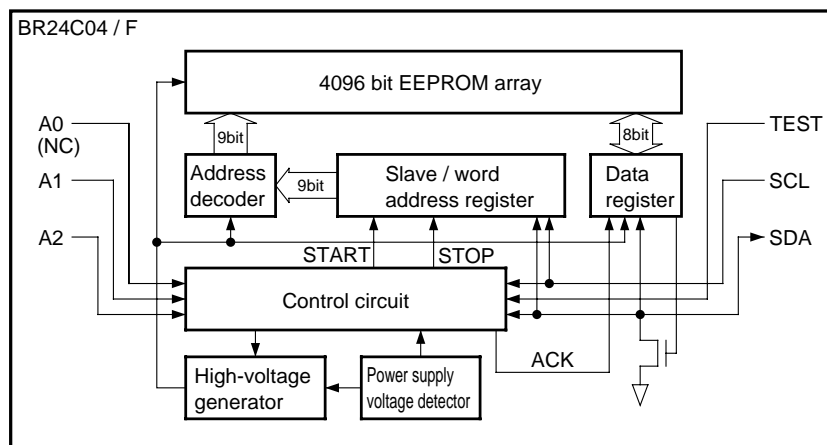 BR24C04 / F
4096 bit EEPROM array
A0
(NC)
A1
A2
9bit
8bit
TEST
SCL
SDA
Address
decoder
9bit
Slave / word
address register
Data
register
START
STOP
Control circuit
ACK
High-voltage
generator
Power supply
voltage detector